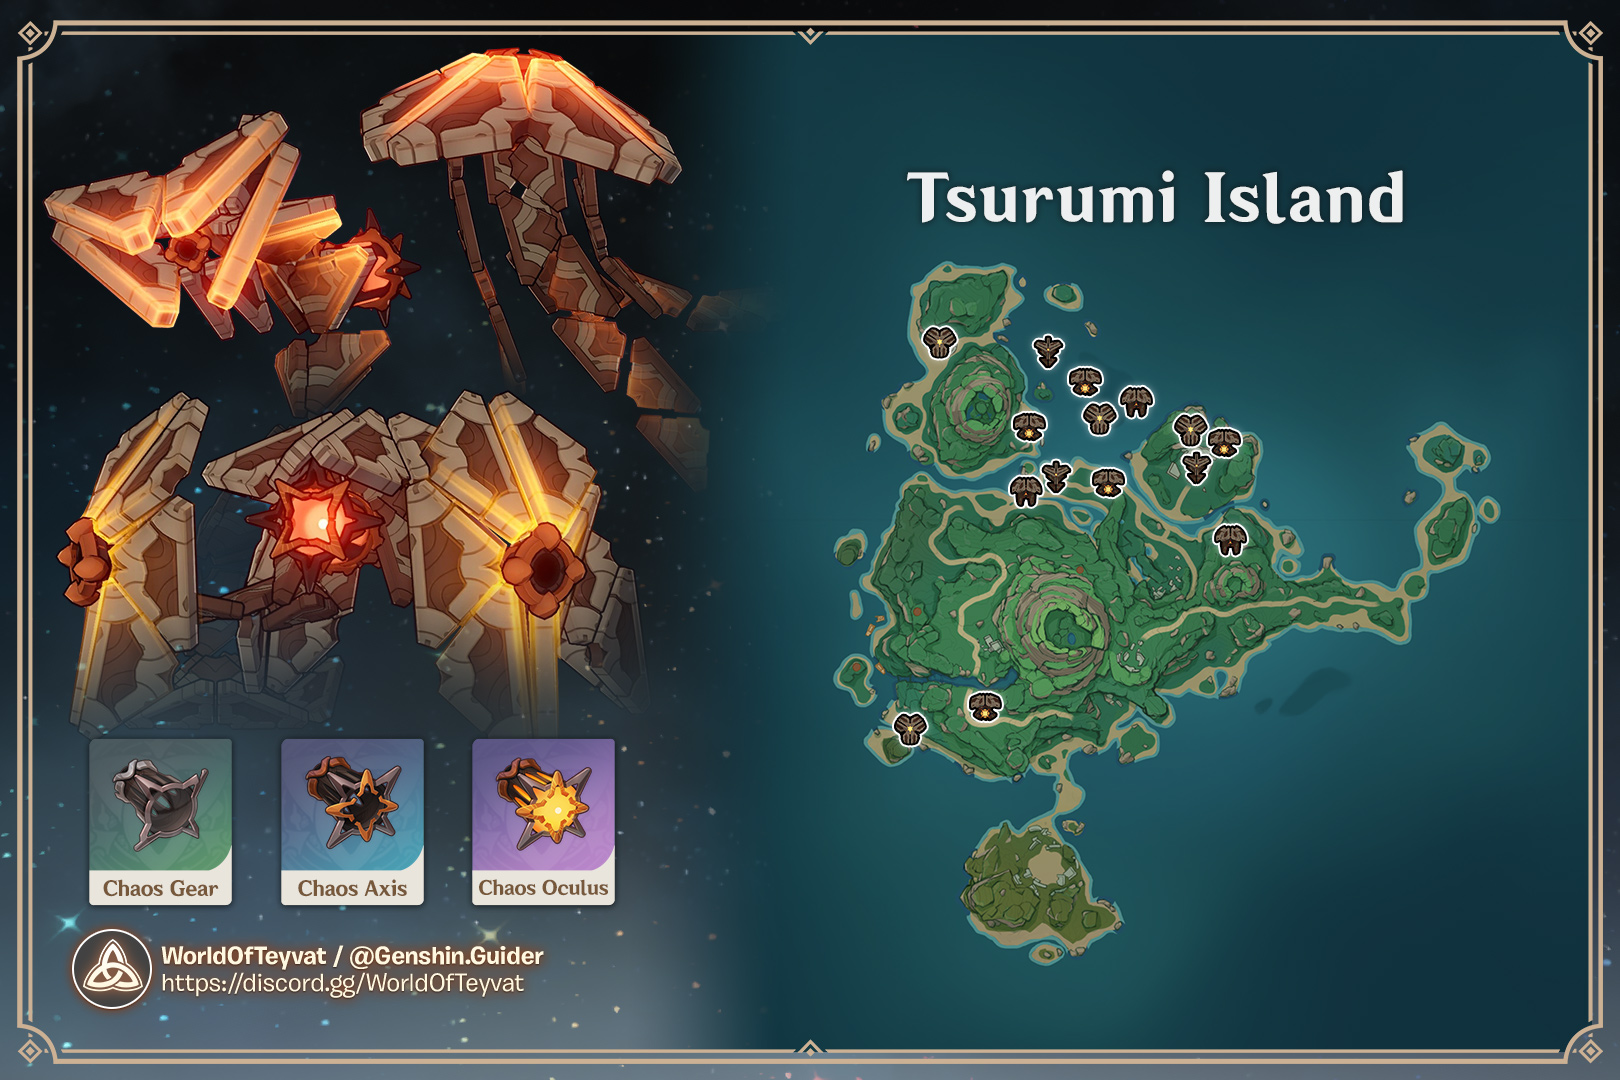 Tsurumi Island
Chaos Gear
Chaos Axis
Chaos Oculus
WorldOfTeyvat / @Genshin.Guider
https://discord.gg/WorldOfTeyvat